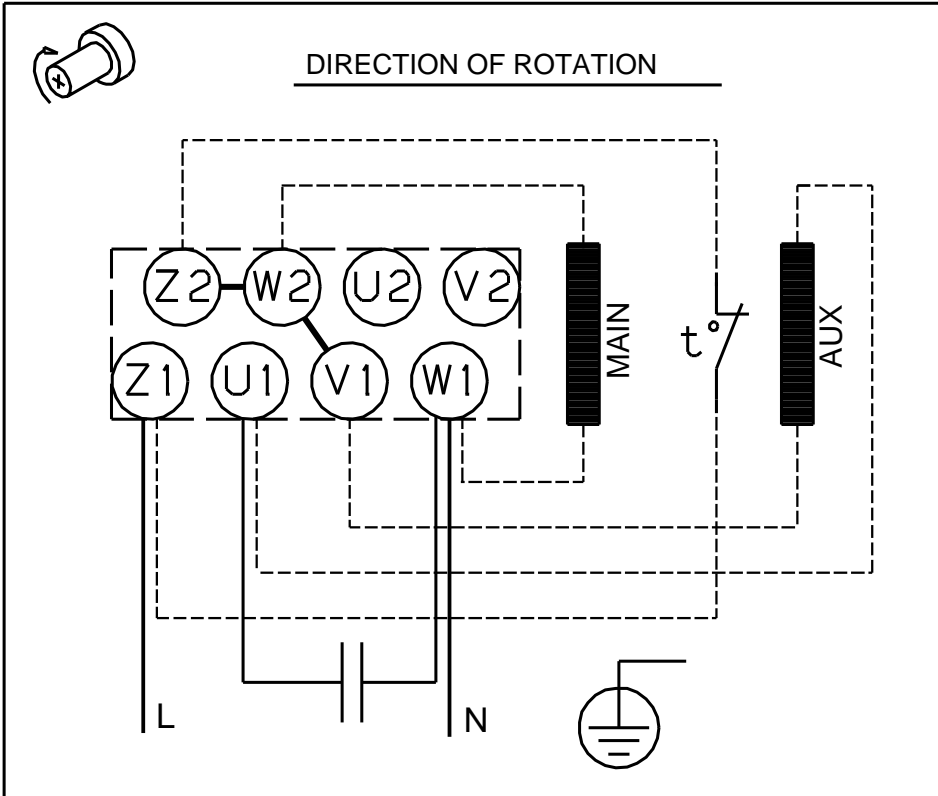 DIRECTION OF ROTATION
Z2 W2 U2 V2
Z1 U1 V1 W1
MAIN
t°
AUX
L
N